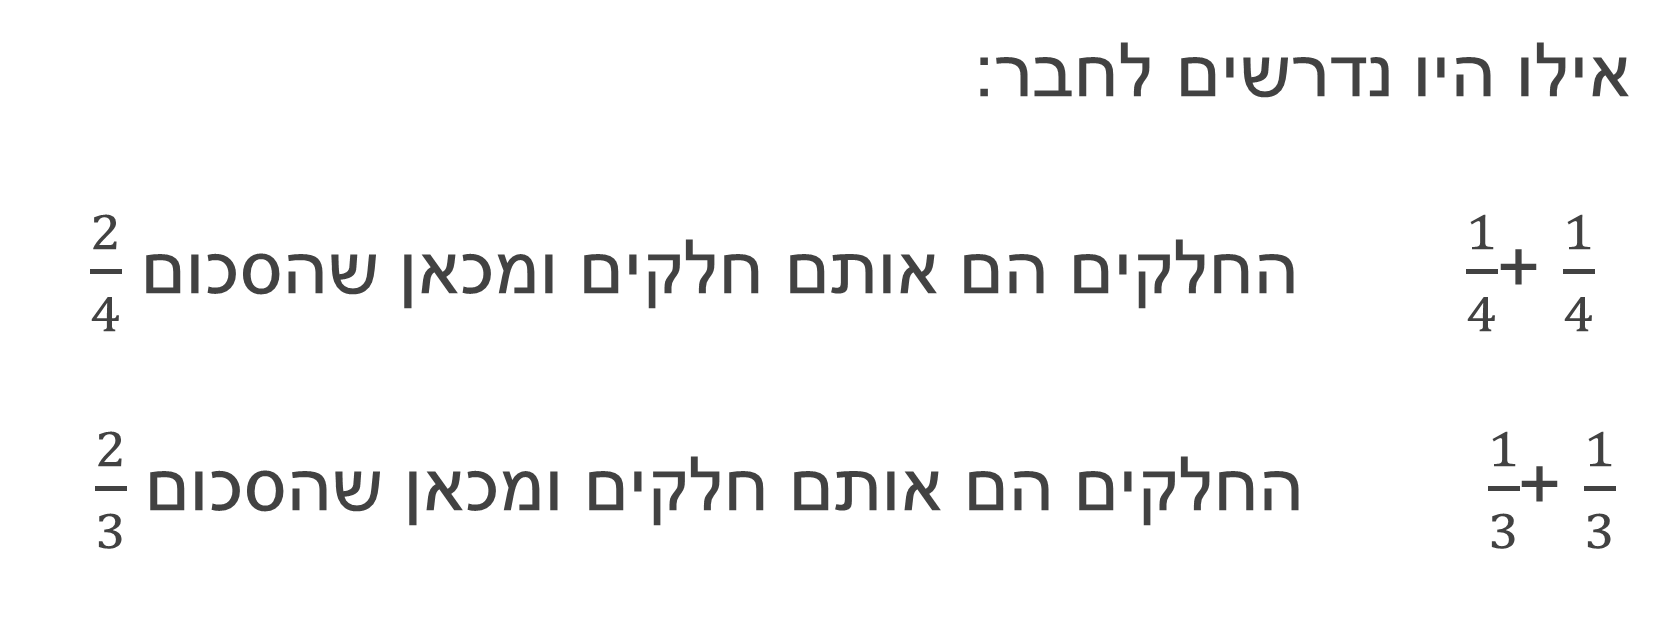 אילו היו נדרשים לחבר:
1/4 + 1/4 החלקים הם אותם חלקים ומכאן שהסכום 2/4
1/3 + 1/3 החלקים הם אותם חלקים ומכאן שהסכום 2/3